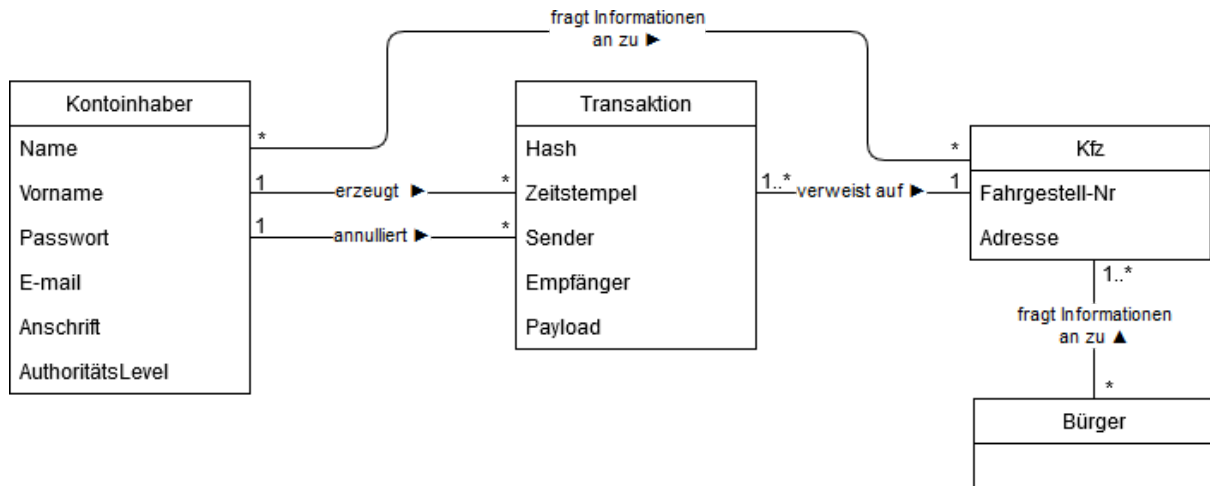 fragt Informationen
an zu ►
Kontoinhaber
Name
Vorname
Passwort
E-mail
Anschrift
AuthoritätsLevel
*
1
erzeugt ►
*
1
annulliert ►
*
Transaktion
Hash
Zeitstempel
Sender
Empfänger
Payload
1..*
verweist auf ►
1
*
Kfz
Fahrgestell-Nr
Adresse
1..*
fragt Informationen
an zu ▲
*
Bürger